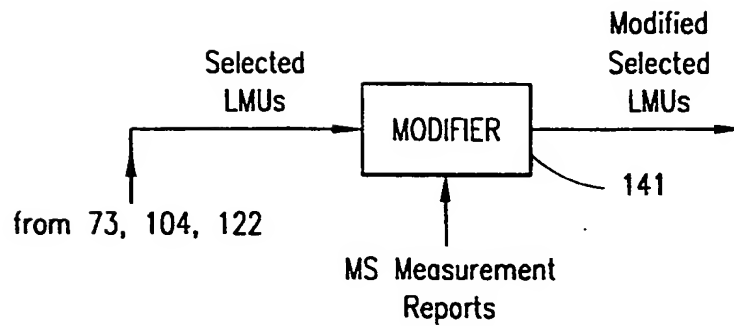 Selected
LMUs
Modified
Selected
LMUs
MODIFIER
141
from 73, 104, 122
MS Measurement
Reports